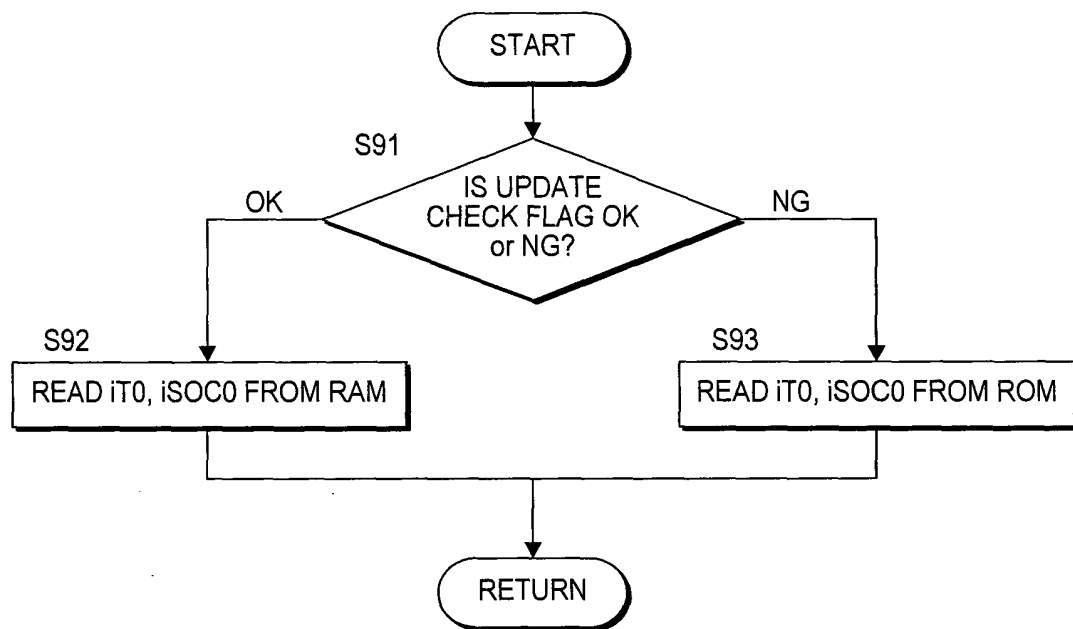 START
S91
IS UPDATE
CHECK FLAG OK
or NG?
OK
NG
S92
READ iT0, iSOC0 FROM RAM
S93
READ iT0, iSOC0 FROM ROM
RETURN